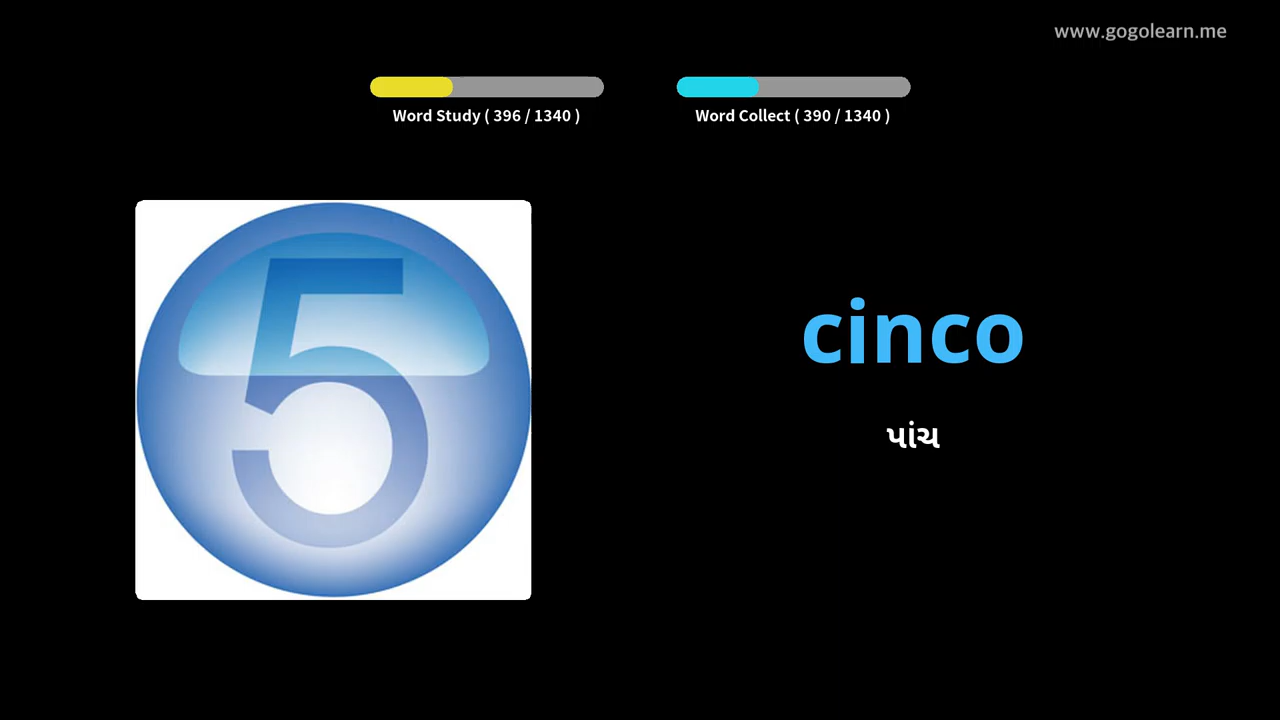 www.gogolearn.me
Word Study ( 396 / 1340 )
Word Collect ( 390 / 1340 )
5
cinco
પાંચ